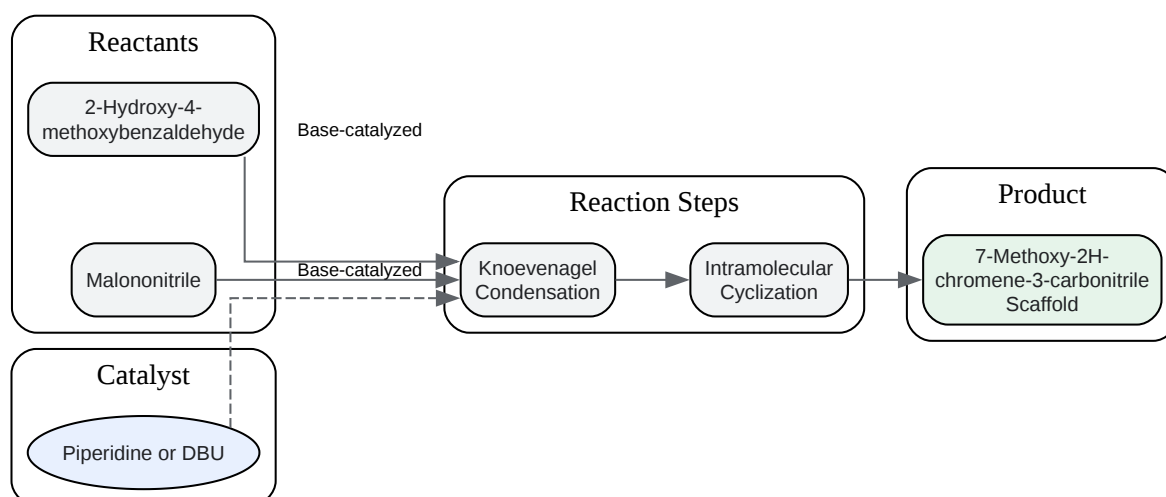 Reactants
2-Hydroxy-4-
methoxybenzaldehyde
Base-catalyzed
Malononitrile
Base-catalyzed
Reaction Steps
Knoevenagel
Condensation
Intramolecular
Cyclization
Product
7-Methoxy-2H-
chromene-3-carbonitrile
Scaffold
Catalyst
Piperidine or DBU